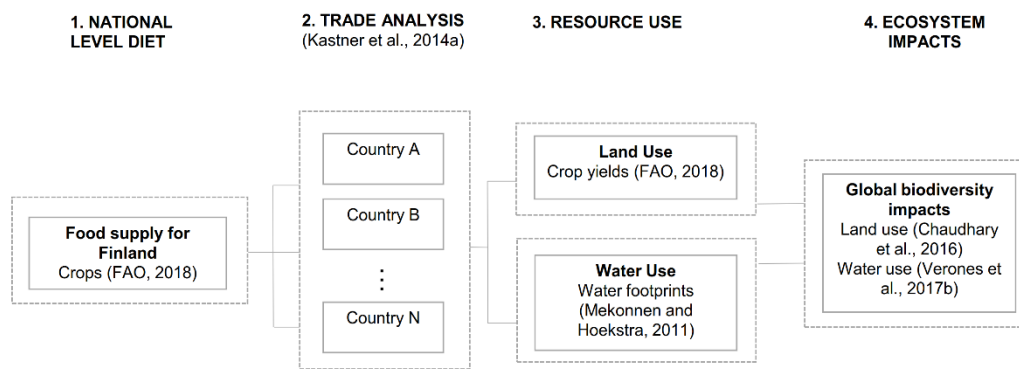 1. NATIONAL
LEVEL DIET
2. TRADE ANALYSIS
(Kastner et al., 2014a)
3. RESOURCE USE
4. ECOSYSTEM
IMPACTS
Food supply for
Finland
Crops (FAO, 2018)
Country A
Country B
⋮
Country N
Land Use
Crop yields (FAO, 2018)
Water Use
Water footprints
(Mekonnen and
Hoekstra, 2011)
Global biodiversity
impacts
Land use (Chaudhary
et al., 2016)
Water use (Verones et
al., 2017b)